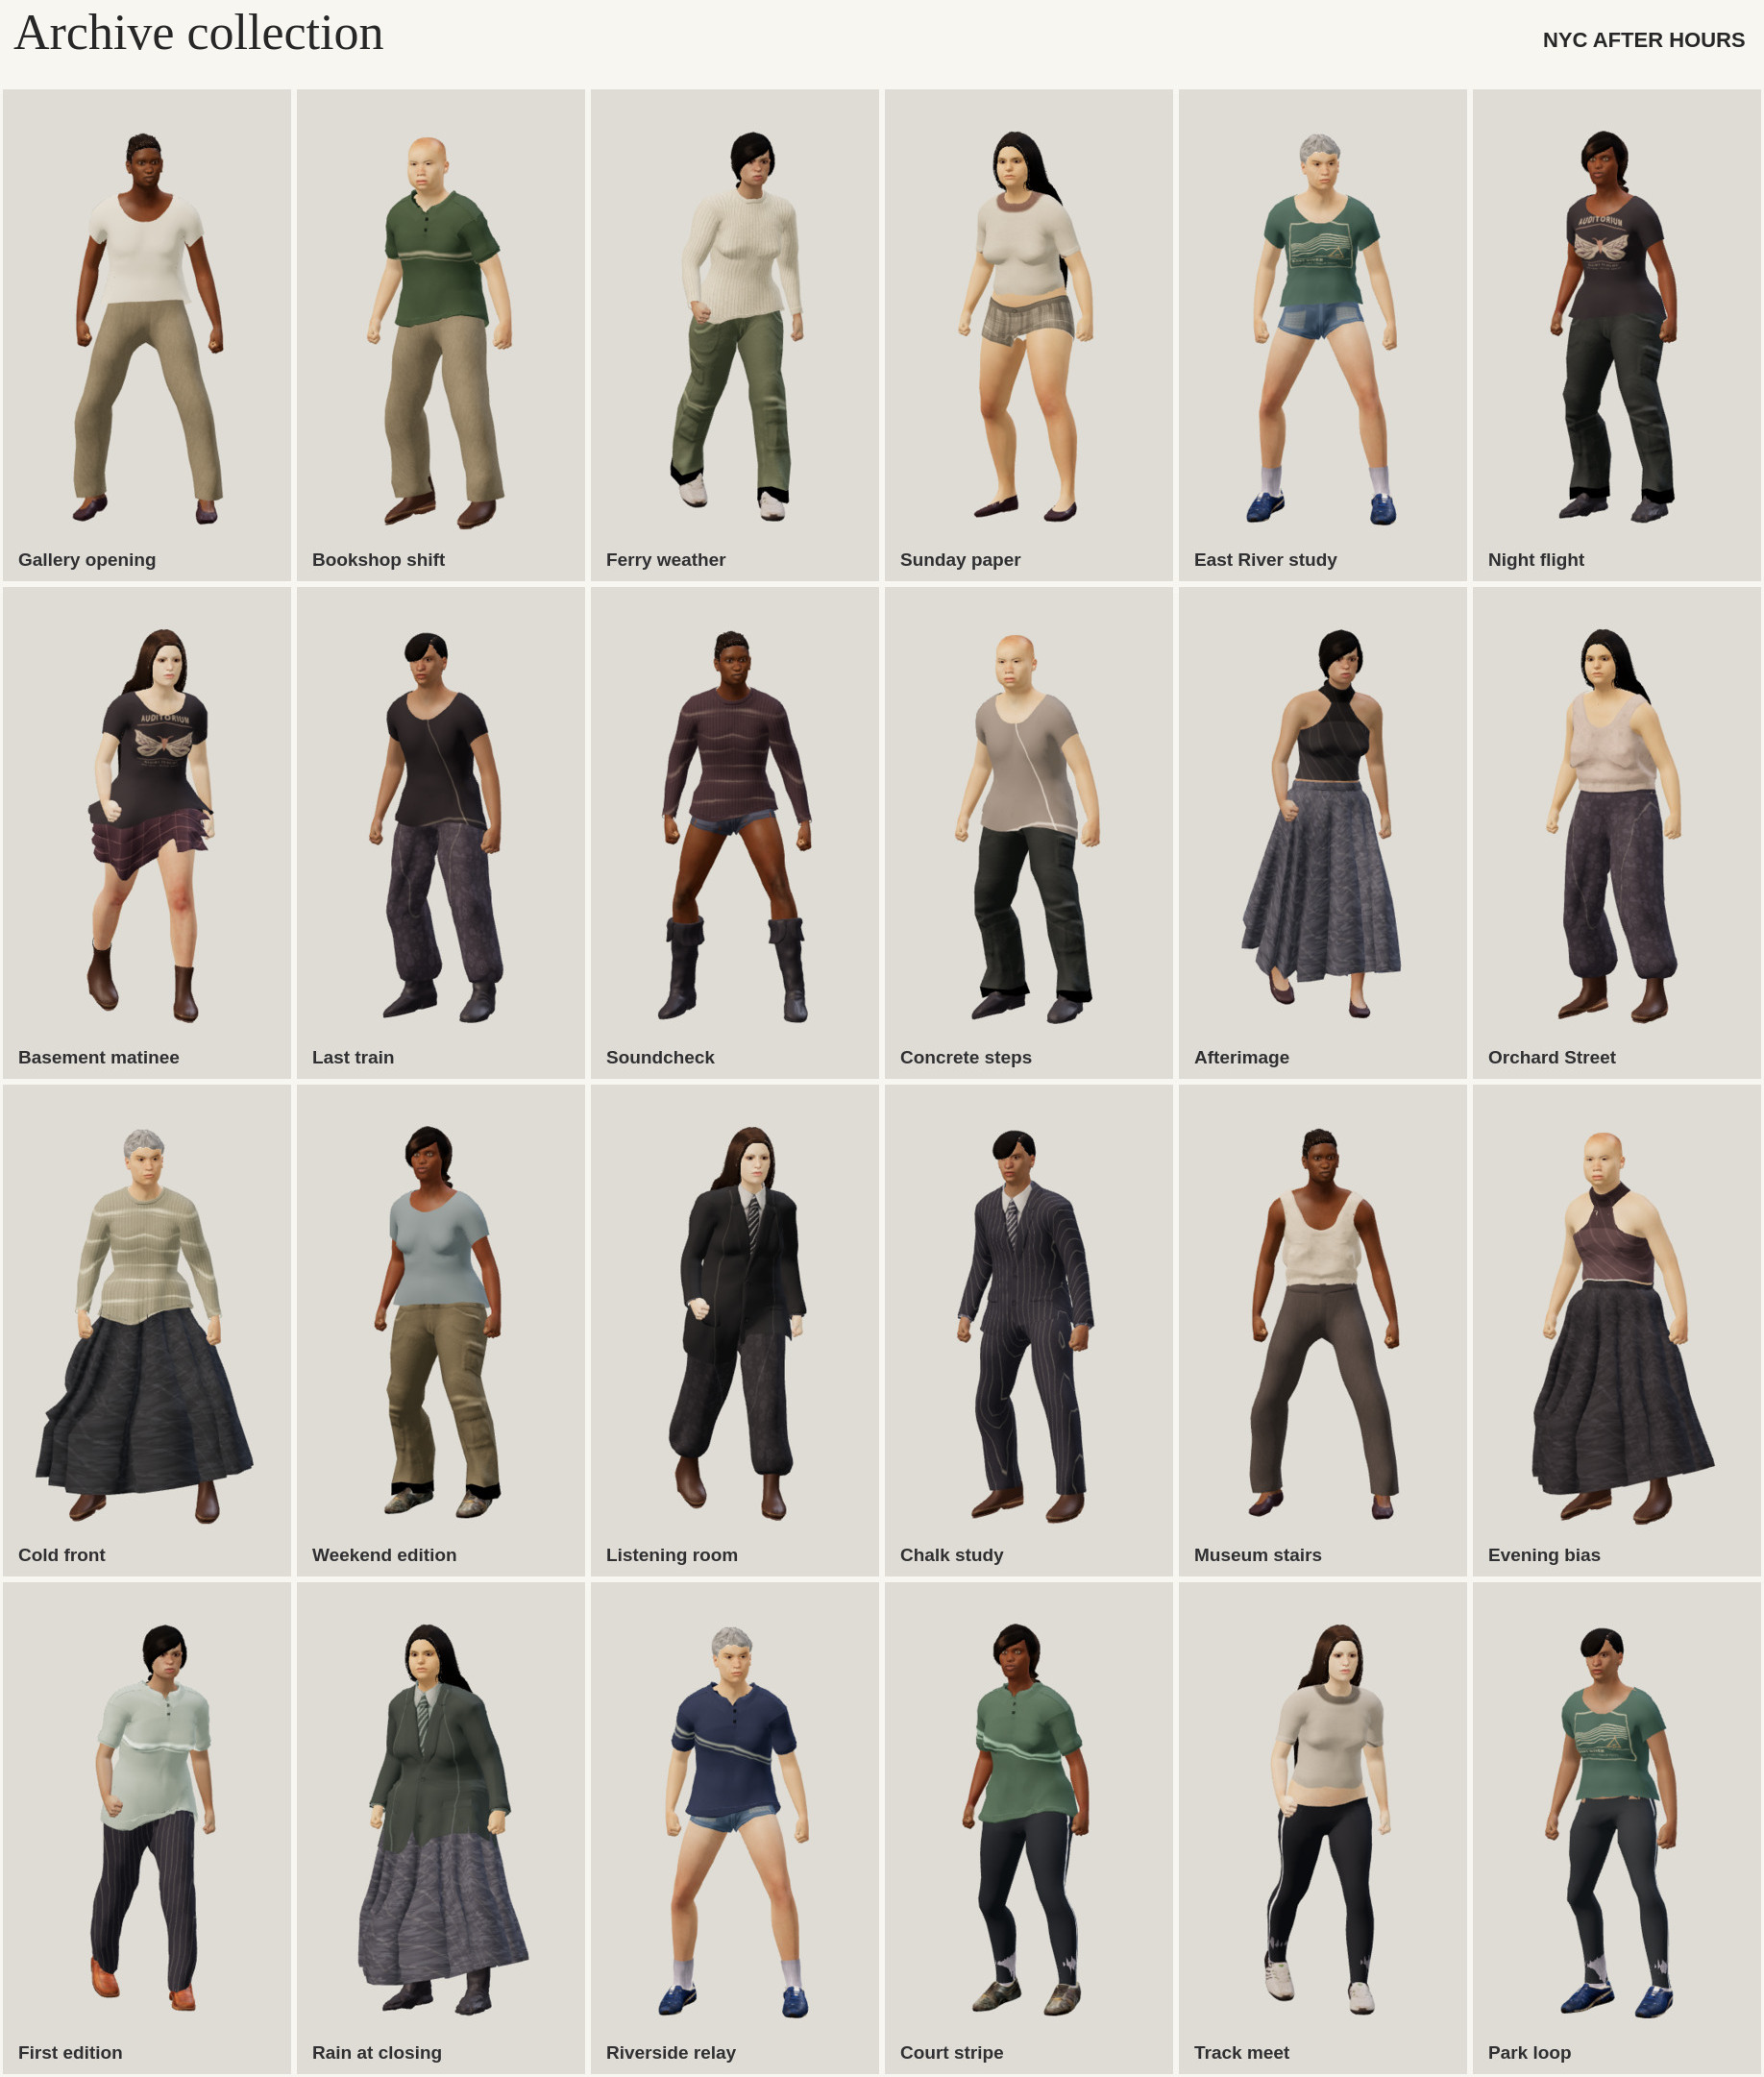 Archive collection
NYC AFTER HOURS
AUDITORIUM
Gallery opening
Bookshop shift
Ferry weather
Sunday paper
East River study
Night flight
AUDITORIUM
Basement matinee
Last train
Soundcheck
Concrete steps
Afterimage
Orchard Street
Cold front
Weekend edition
Listening room
Chalk study
Museum stairs
Evening bias
First edition
Rain at closing
Riverside relay
Court stripe
Track meet
Park loop